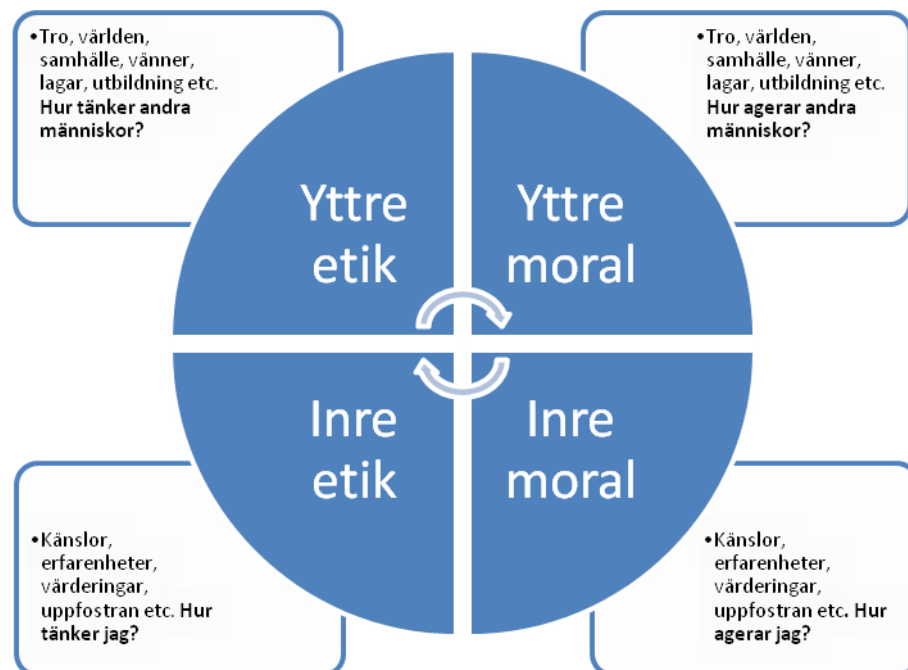 •Tro, världen,
samhälle, vänner,
lagar, utbildning etc.
Hur tänker andra
människor?
•Tro, världen,
samhälle, vänner,
lagar, utbildning etc.
Hur agerar andra
människor?
Yttre
etik
Yttre
moral
Inre
etik
Inre
moral
•Känslor,
erfarenheter,
värderingar,
uppfostran etc. Hur
tänker jag?
•Känslor,
erfarenheter,
värderingar,
uppfostran etc. Hur
agerar jag?